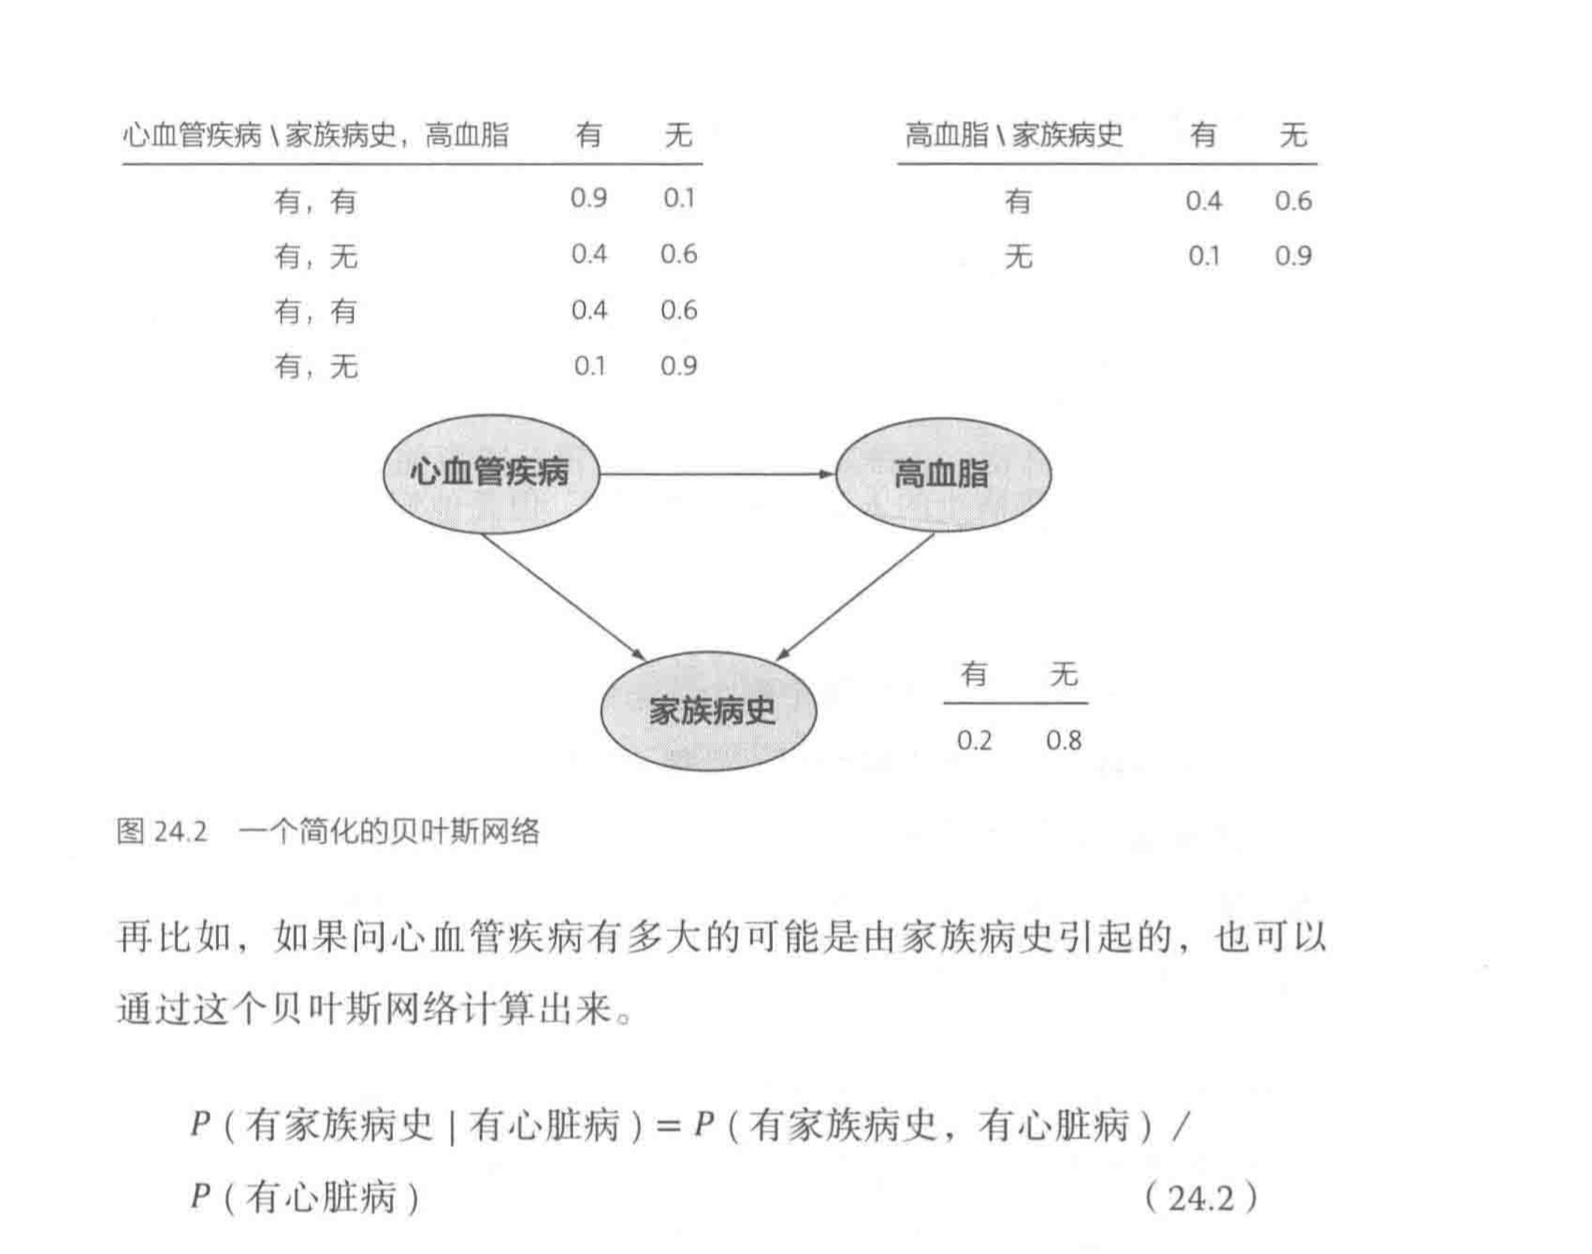 心血管疾病 \ 家族病史，高血脂 有 无
有，有 0.9 0.1
有，无 0.4 0.6
有，有 0.4 0.6
有，无 0.1 0.9
高血脂 \ 家族病史 有 无
有 0.4 0.6
无 0.1 0.9
心血管疾病
高血脂
家族病史
有 无
0.2 0.8
图 24.2 一个简化的贝叶斯网络
再比如，如果问心血管疾病有多大的可能是由家族病史引起的，也可以
通过这个贝叶斯网络计算出来。
P ( 有家族病史 | 有心脏病 ) = P ( 有家族病史，有心脏病 ) /
P ( 有心脏病 ) ( 24.2 )